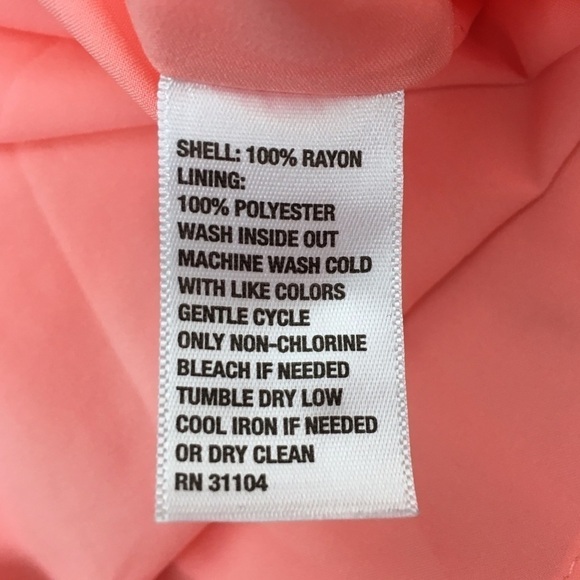 SHELL: 100% RAYON
LINING:
100% POLYESTER
WASH INSIDE OUT
MACHINE WASH COLD
WITH LIKE COLORS
GENTLE CYCLE
ONLY NON-CHLORINE
BLEACH IF NEEDED
TUMBLE DRY LOW
COOL IRON IF NEEDED
OR DRY CLEAN
RN 31104